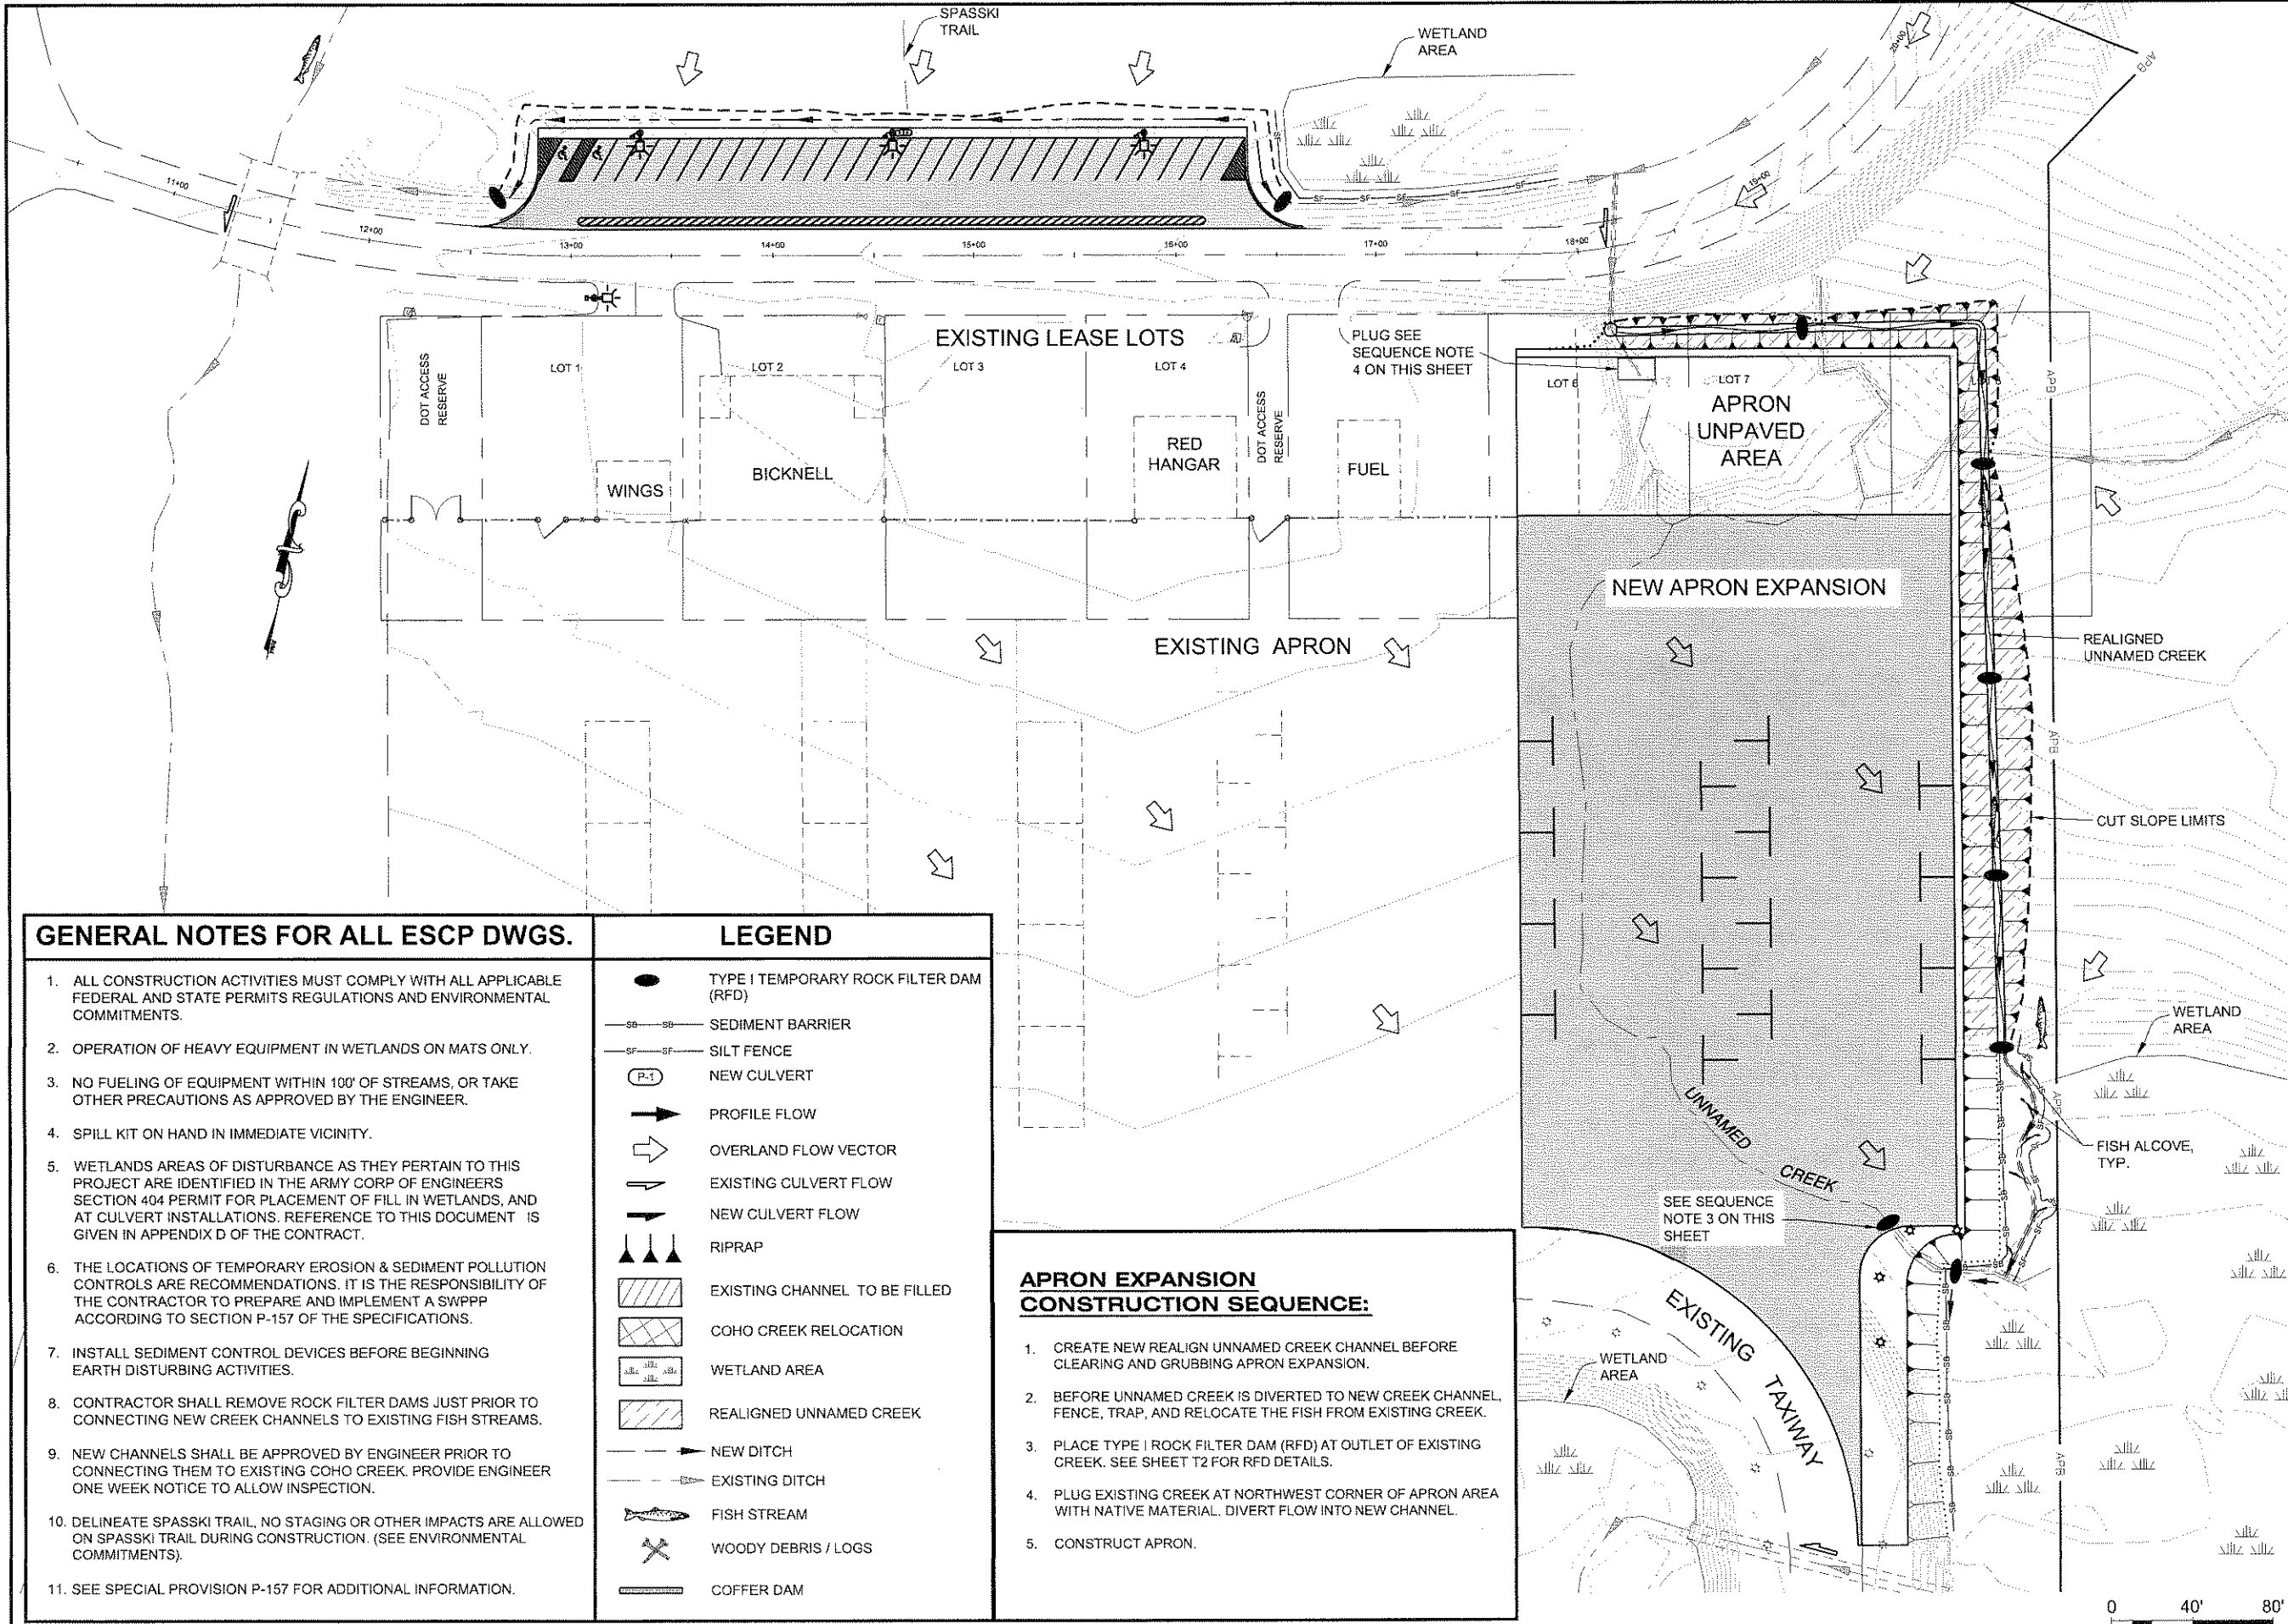 SPASSKI
TRAIL
WETLAND
AREA
20+00
APB
11+00
12+00
13+00
14+00
15+00
16+00
17+00
18+00
19+00
SF
SF
SF
SF
SF
EXISTING LEASE LOTS
PLUG SEE
SEQUENCE NOTE
4 ON THIS SHEET
DOT ACCESS
RESERVE
LOT 1
LOT 2
LOT 3
LOT 4
DOT ACCESS
RESERVE
LOT 6
LOT 7
APRON
UNPAVED
AREA
APB
WINGS
BICKNELL
RED
HANGAR
FUEL
NEW APRON EXPANSION
EXISTING APRON
REALIGNED
UNNAMED CREEK
APB
CUT SLOPE LIMITS
WETLAND
AREA
APB
FISH ALCOVE,
TYP.
UNNAMED CREEK
SEE SEQUENCE
NOTE 3 ON THIS
SHEET
EXISTING TAXIWAY
WETLAND
AREA
SB
SB
SB
SB
SB
APB
GENERAL NOTES FOR ALL ESCP DWGS.
1. ALL CONSTRUCTION ACTIVITIES MUST COMPLY WITH ALL APPLICABLE
FEDERAL AND STATE PERMITS REGULATIONS AND ENVIRONMENTAL
COMMITMENTS.
2. OPERATION OF HEAVY EQUIPMENT IN WETLANDS ON MATS ONLY.
3. NO FUELING OF EQUIPMENT WITHIN 100' OF STREAMS, OR TAKE
OTHER PRECAUTIONS AS APPROVED BY THE ENGINEER.
4. SPILL KIT ON HAND IN IMMEDIATE VICINITY.
5. WETLANDS AREAS OF DISTURBANCE AS THEY PERTAIN TO THIS
PROJECT ARE IDENTIFIED IN THE ARMY CORP OF ENGINEERS
SECTION 404 PERMIT FOR PLACEMENT OF FILL IN WETLANDS, AND
AT CULVERT INSTALLATIONS. REFERENCE TO THIS DOCUMENT IS
GIVEN IN APPENDIX D OF THE CONTRACT.
6. THE LOCATIONS OF TEMPORARY EROSION & SEDIMENT POLLUTION
CONTROLS ARE RECOMMENDATIONS. IT IS THE RESPONSIBILITY OF
THE CONTRACTOR TO PREPARE AND IMPLEMENT A SWPPP
ACCORDING TO SECTION P-157 OF THE SPECIFICATIONS.
7. INSTALL SEDIMENT CONTROL DEVICES BEFORE BEGINNING
EARTH DISTURBING ACTIVITIES.
8. CONTRACTOR SHALL REMOVE ROCK FILTER DAMS JUST PRIOR TO
CONNECTING NEW CREEK CHANNELS TO EXISTING FISH STREAMS.
9. NEW CHANNELS SHALL BE APPROVED BY ENGINEER PRIOR TO
CONNECTING THEM TO EXISTING COHO CREEK. PROVIDE ENGINEER
ONE WEEK NOTICE TO ALLOW INSPECTION.
10. DELINEATE SPASSKI TRAIL, NO STAGING OR OTHER IMPACTS ARE ALLOWED
ON SPASSKI TRAIL DURING CONSTRUCTION. (SEE ENVIRONMENTAL
COMMITMENTS).
11. SEE SPECIAL PROVISION P-157 FOR ADDITIONAL INFORMATION.
LEGEND
TYPE I TEMPORARY ROCK FILTER DAM
(RFD)
SB SB SEDIMENT BARRIER
SF SF SILT FENCE
P-1 NEW CULVERT
PROFILE FLOW
OVERLAND FLOW VECTOR
EXISTING CULVERT FLOW
NEW CULVERT FLOW
RIPRAP
EXISTING CHANNEL TO BE FILLED
COHO CREEK RELOCATION
WETLAND AREA
REALIGNED UNNAMED CREEK
NEW DITCH
EXISTING DITCH
FISH STREAM
WOODY DEBRIS / LOGS
COFFER DAM
APRON EXPANSION
CONSTRUCTION SEQUENCE:
1. CREATE NEW REALIGN UNNAMED CREEK CHANNEL BEFORE
CLEARING AND GRUBBING APRON EXPANSION.
2. BEFORE UNNAMED CREEK IS DIVERTED TO NEW CREEK CHANNEL,
FENCE, TRAP, AND RELOCATE THE FISH FROM EXISTING CREEK.
3. PLACE TYPE I ROCK FILTER DAM (RFD) AT OUTLET OF EXISTING
CREEK. SEE SHEET T2 FOR RFD DETAILS.
4. PLUG EXISTING CREEK AT NORTHWEST CORNER OF APRON AREA
WITH NATIVE MATERIAL. DIVERT FLOW INTO NEW CHANNEL.
5. CONSTRUCT APRON.
0 40' 80'